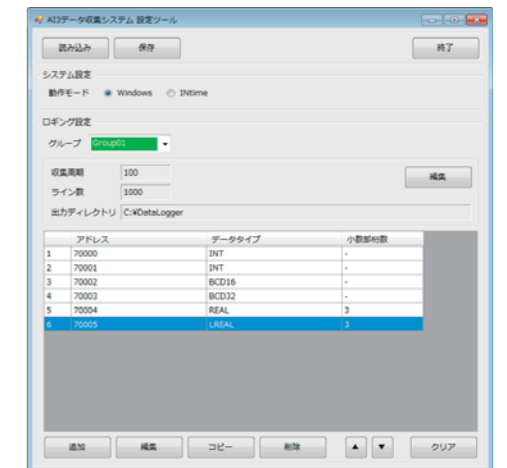 AI3データ収集システム 設定ツール
読み込み 保存 終了
システム設定
動作モード Windows INtime
ロギング設定
グループ Group01
収集周期 100 編集
ライン数 1000
出力ディレクトリ C:¥DataLogger
アドレス データタイプ 小数部桁数
1 70000 INT -
2 70001 INT -
3 70002 BCD16 -
4 70003 BCD32 -
5 70004 REAL 3
6 70005 LREAL 3
追加 編集 コピー 削除 ▲ ▼ クリア